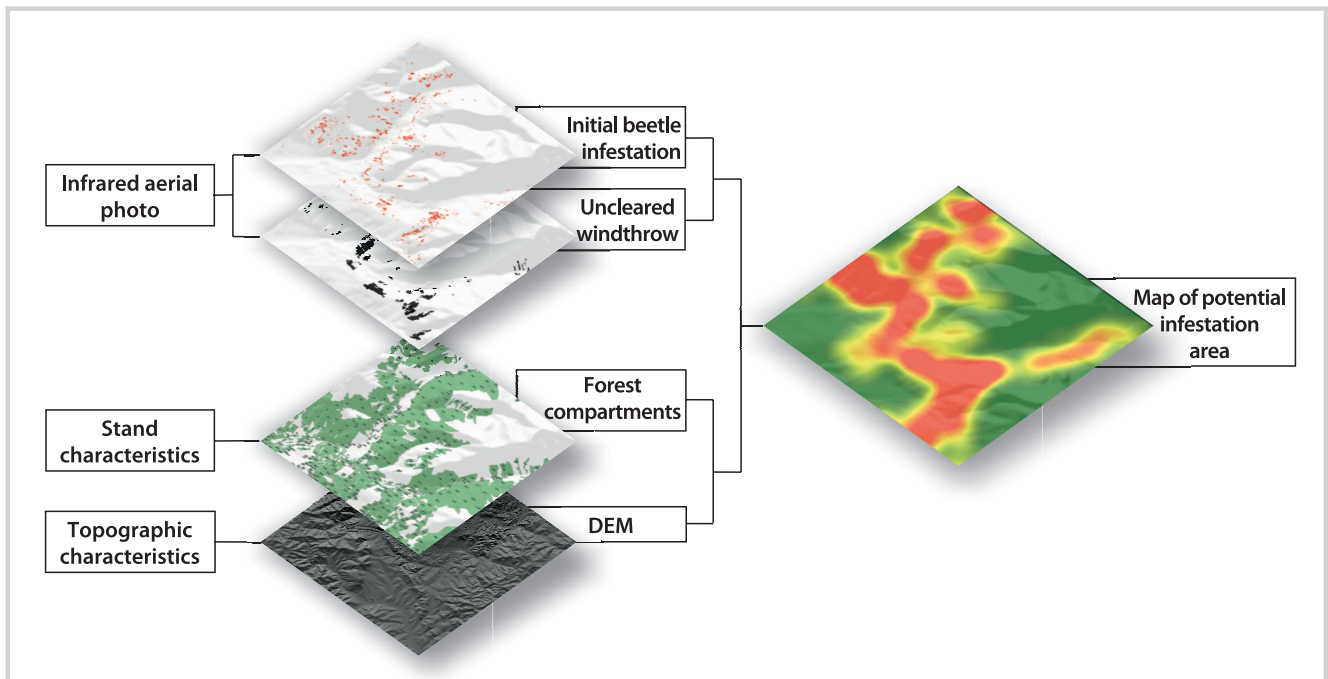 Infrared aerial
photo
Initial beetle
infestation
Uncleared
windthrow
Map of potential
infestation
area
Stand
characteristics
Forest
compartments
Topographic
characteristics
DEM